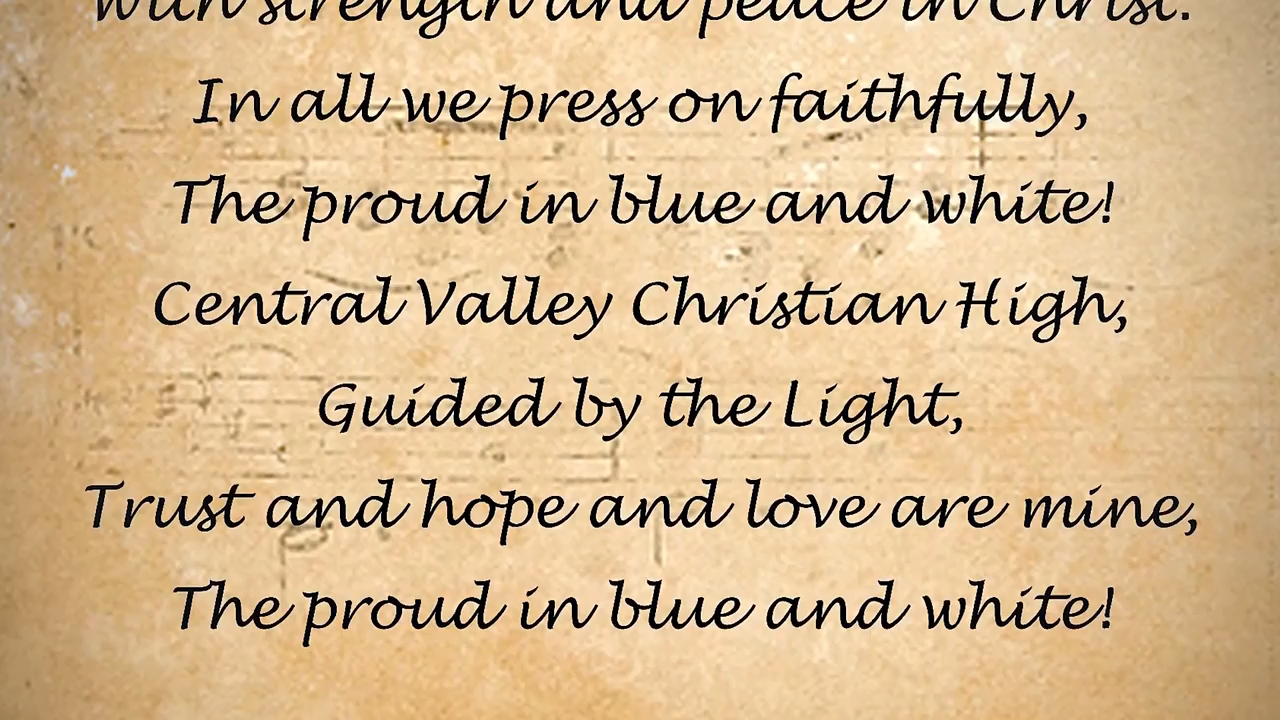 with strength and peace in Christ.
In all we press on faithfully,
The proud in blue and white!
Central Valley Christian High,
Guided by the Light,
Trust and hope and love are mine,
The proud in blue and white!